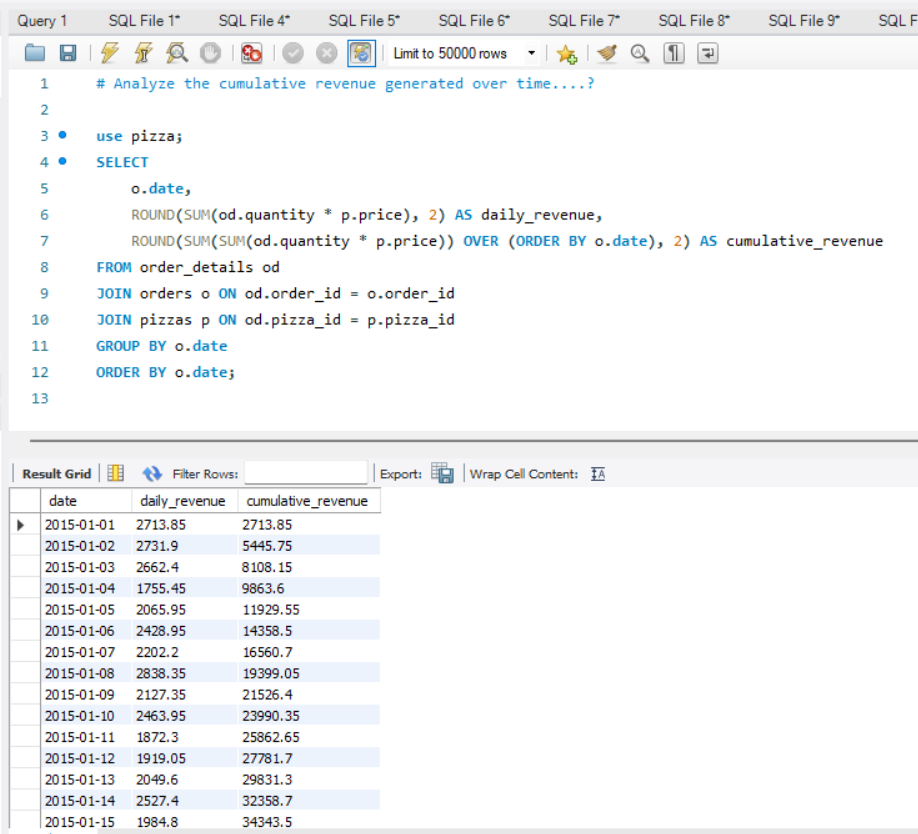 Query 1 SQL File 1* SQL File 4* SQL File 5* SQL File 6* SQL File 7* SQL File 8* SQL File 9* SQL F
Limit to 50000 rows
1 # Analyze the cumulative revenue generated over time....?
2
3 use pizza;
4 SELECT
5 o.date,
6 ROUND(SUM(od.quantity * p.price), 2) AS daily_revenue,
7 ROUND(SUM(SUM(od.quantity * p.price)) OVER (ORDER BY o.date), 2) AS cumulative_revenue
8 FROM order_details od
9 JOIN orders o ON od.order_id = o.order_id
10 JOIN pizzas p ON od.pizza_id = p.pizza_id
11 GROUP BY o.date
12 ORDER BY o.date;
13
Result Grid Filter Rows: Export: Wrap Cell Content: IA
date daily_revenue cumulative_revenue
2015-01-01 2713.85 2713.85
2015-01-02 2731.9 5445.75
2015-01-03 2662.4 8108.15
2015-01-04 1755.45 9863.6
2015-01-05 2065.95 11929.55
2015-01-06 2428.95 14358.5
2015-01-07 2202.2 16560.7
2015-01-08 2838.35 19399.05
2015-01-09 2127.35 21526.4
2015-01-10 2463.95 23990.35
2015-01-11 1872.3 25862.65
2015-01-12 1919.05 27781.7
2015-01-13 2049.6 29831.3
2015-01-14 2527.4 32358.7
2015-01-15 1984.8 34343.5